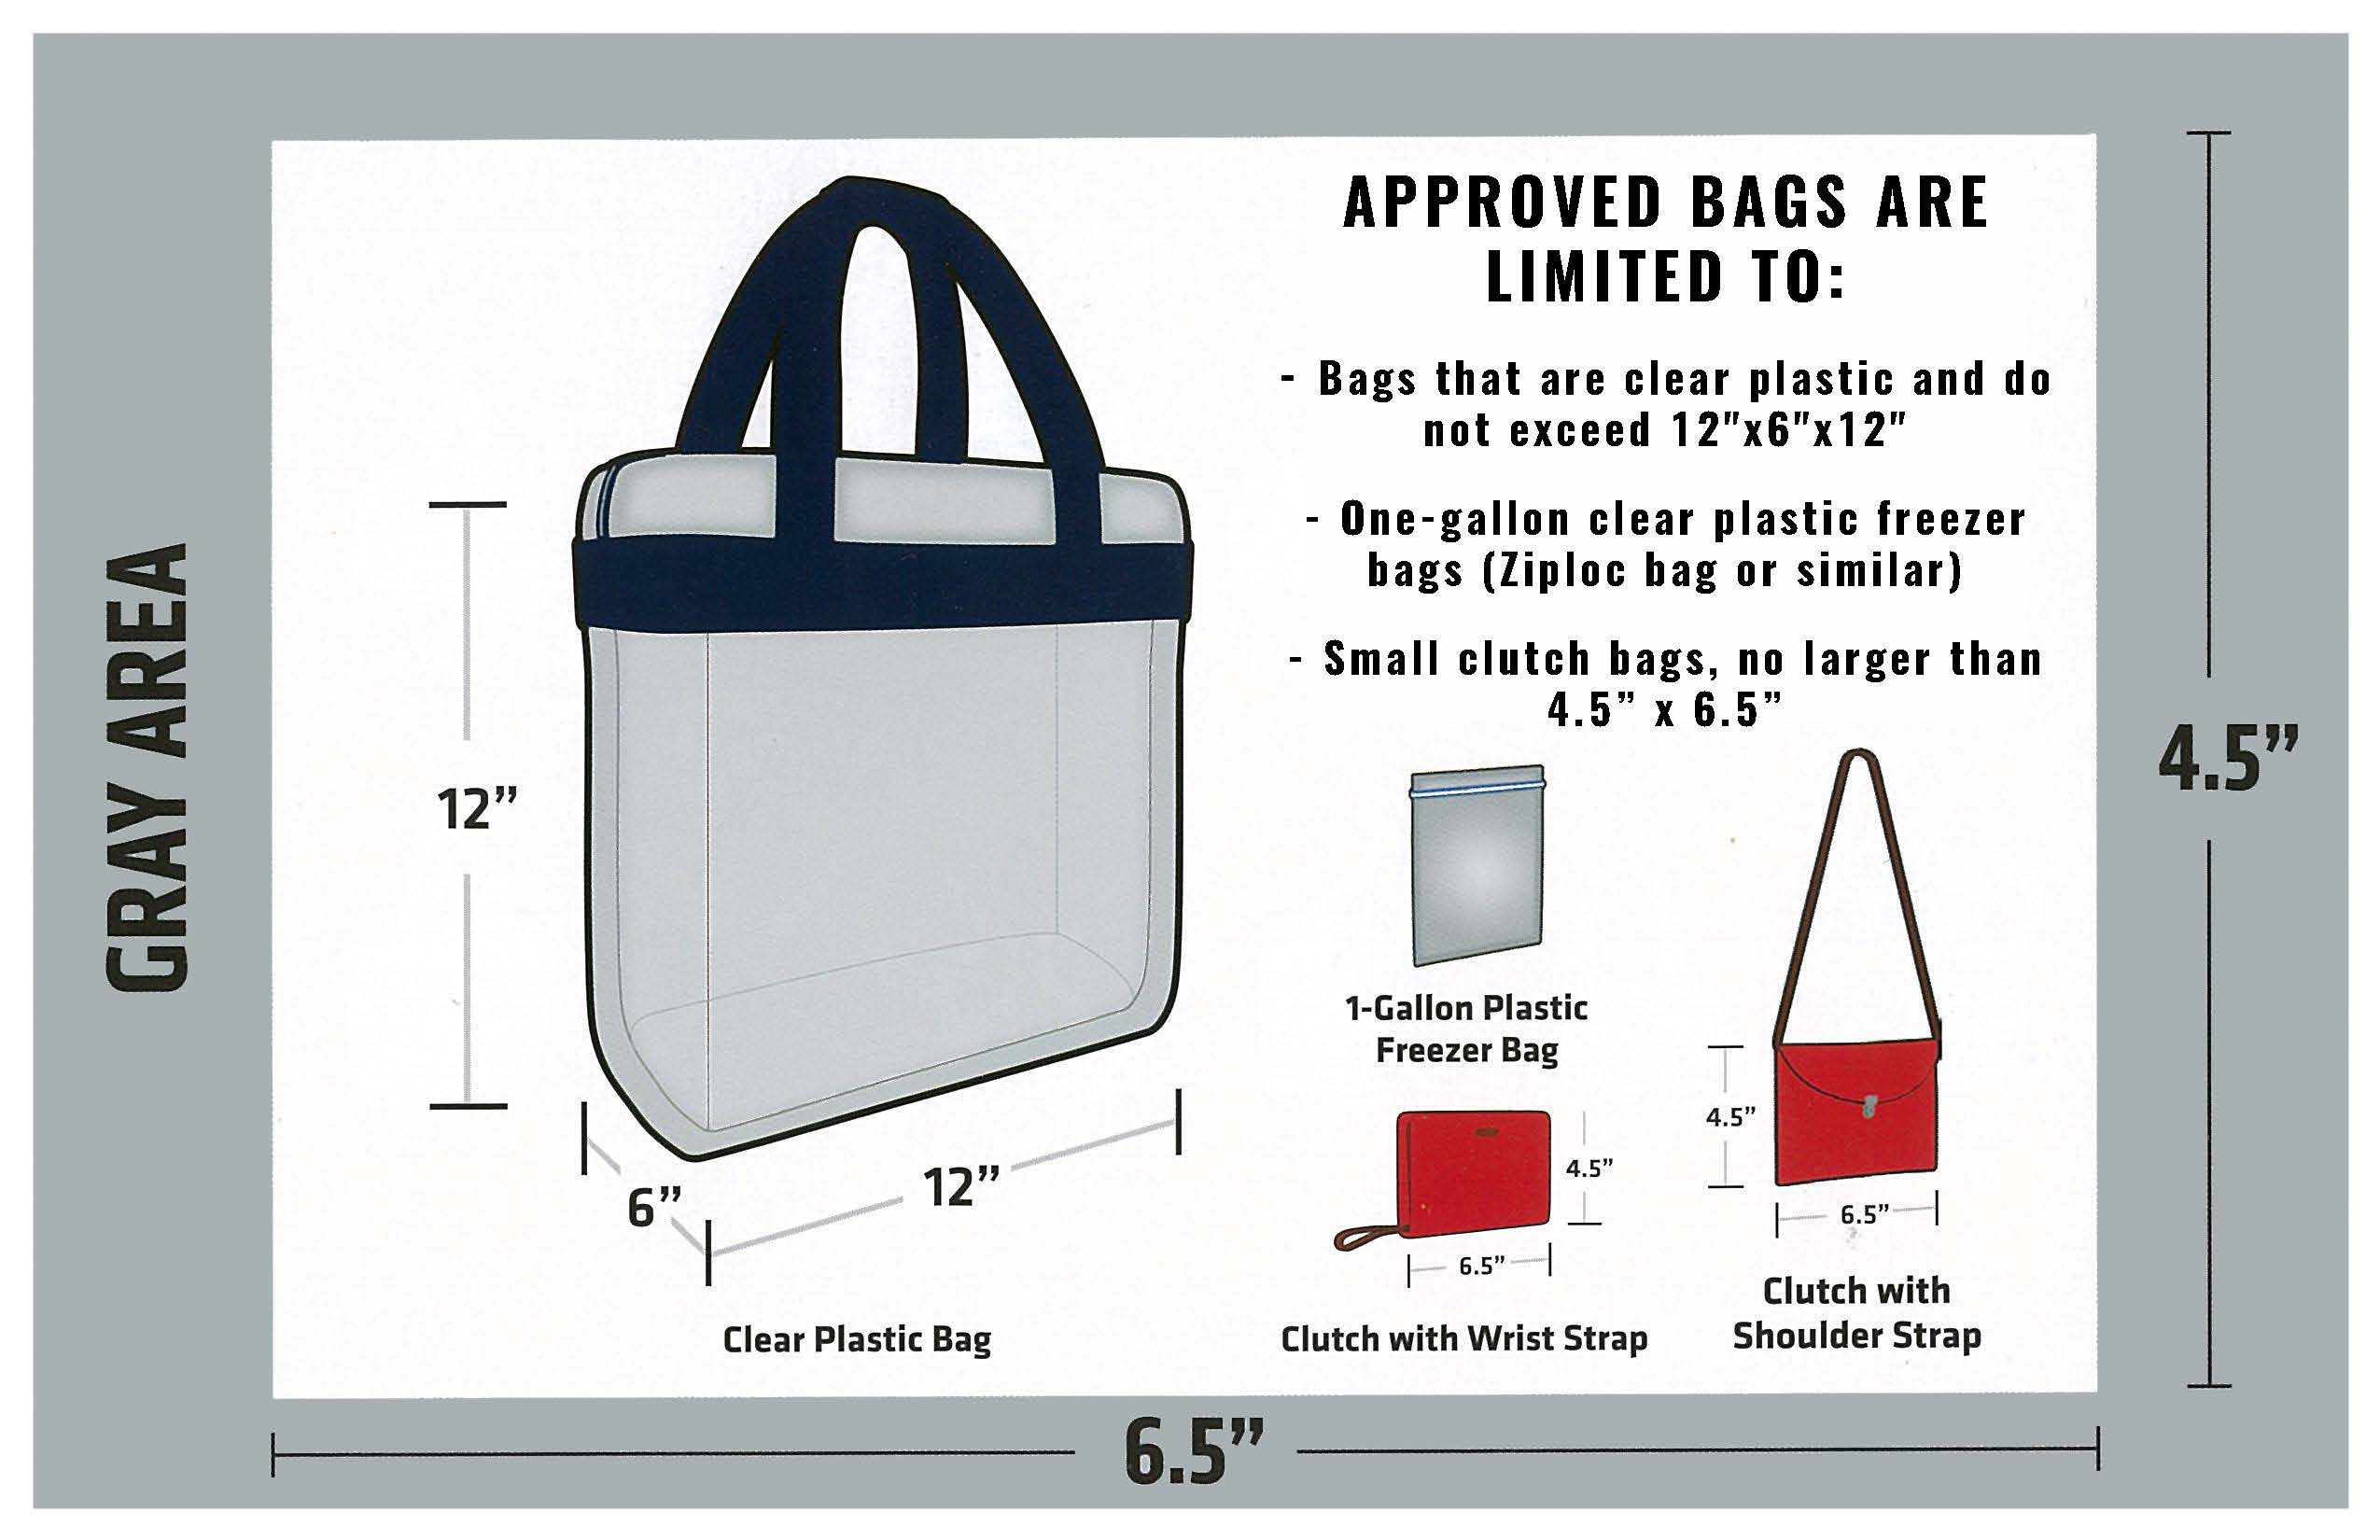 APPROVED BAGS ARE
LIMITED TO:
- Bags that are clear plastic and do
not exceed 12"x6"x12"
- One-gallon clear plastic freezer
bags (Ziploc bag or similar)
- Small clutch bags, no larger than
4.5” x 6.5”
GRAY AREA
12”
6”
12”
Clear Plastic Bag
1-Gallon Plastic
Freezer Bag
4.5”
6.5”
Clutch with Wrist Strap
4.5”
6.5”
Clutch with
Shoulder Strap
4.5”
6.5”